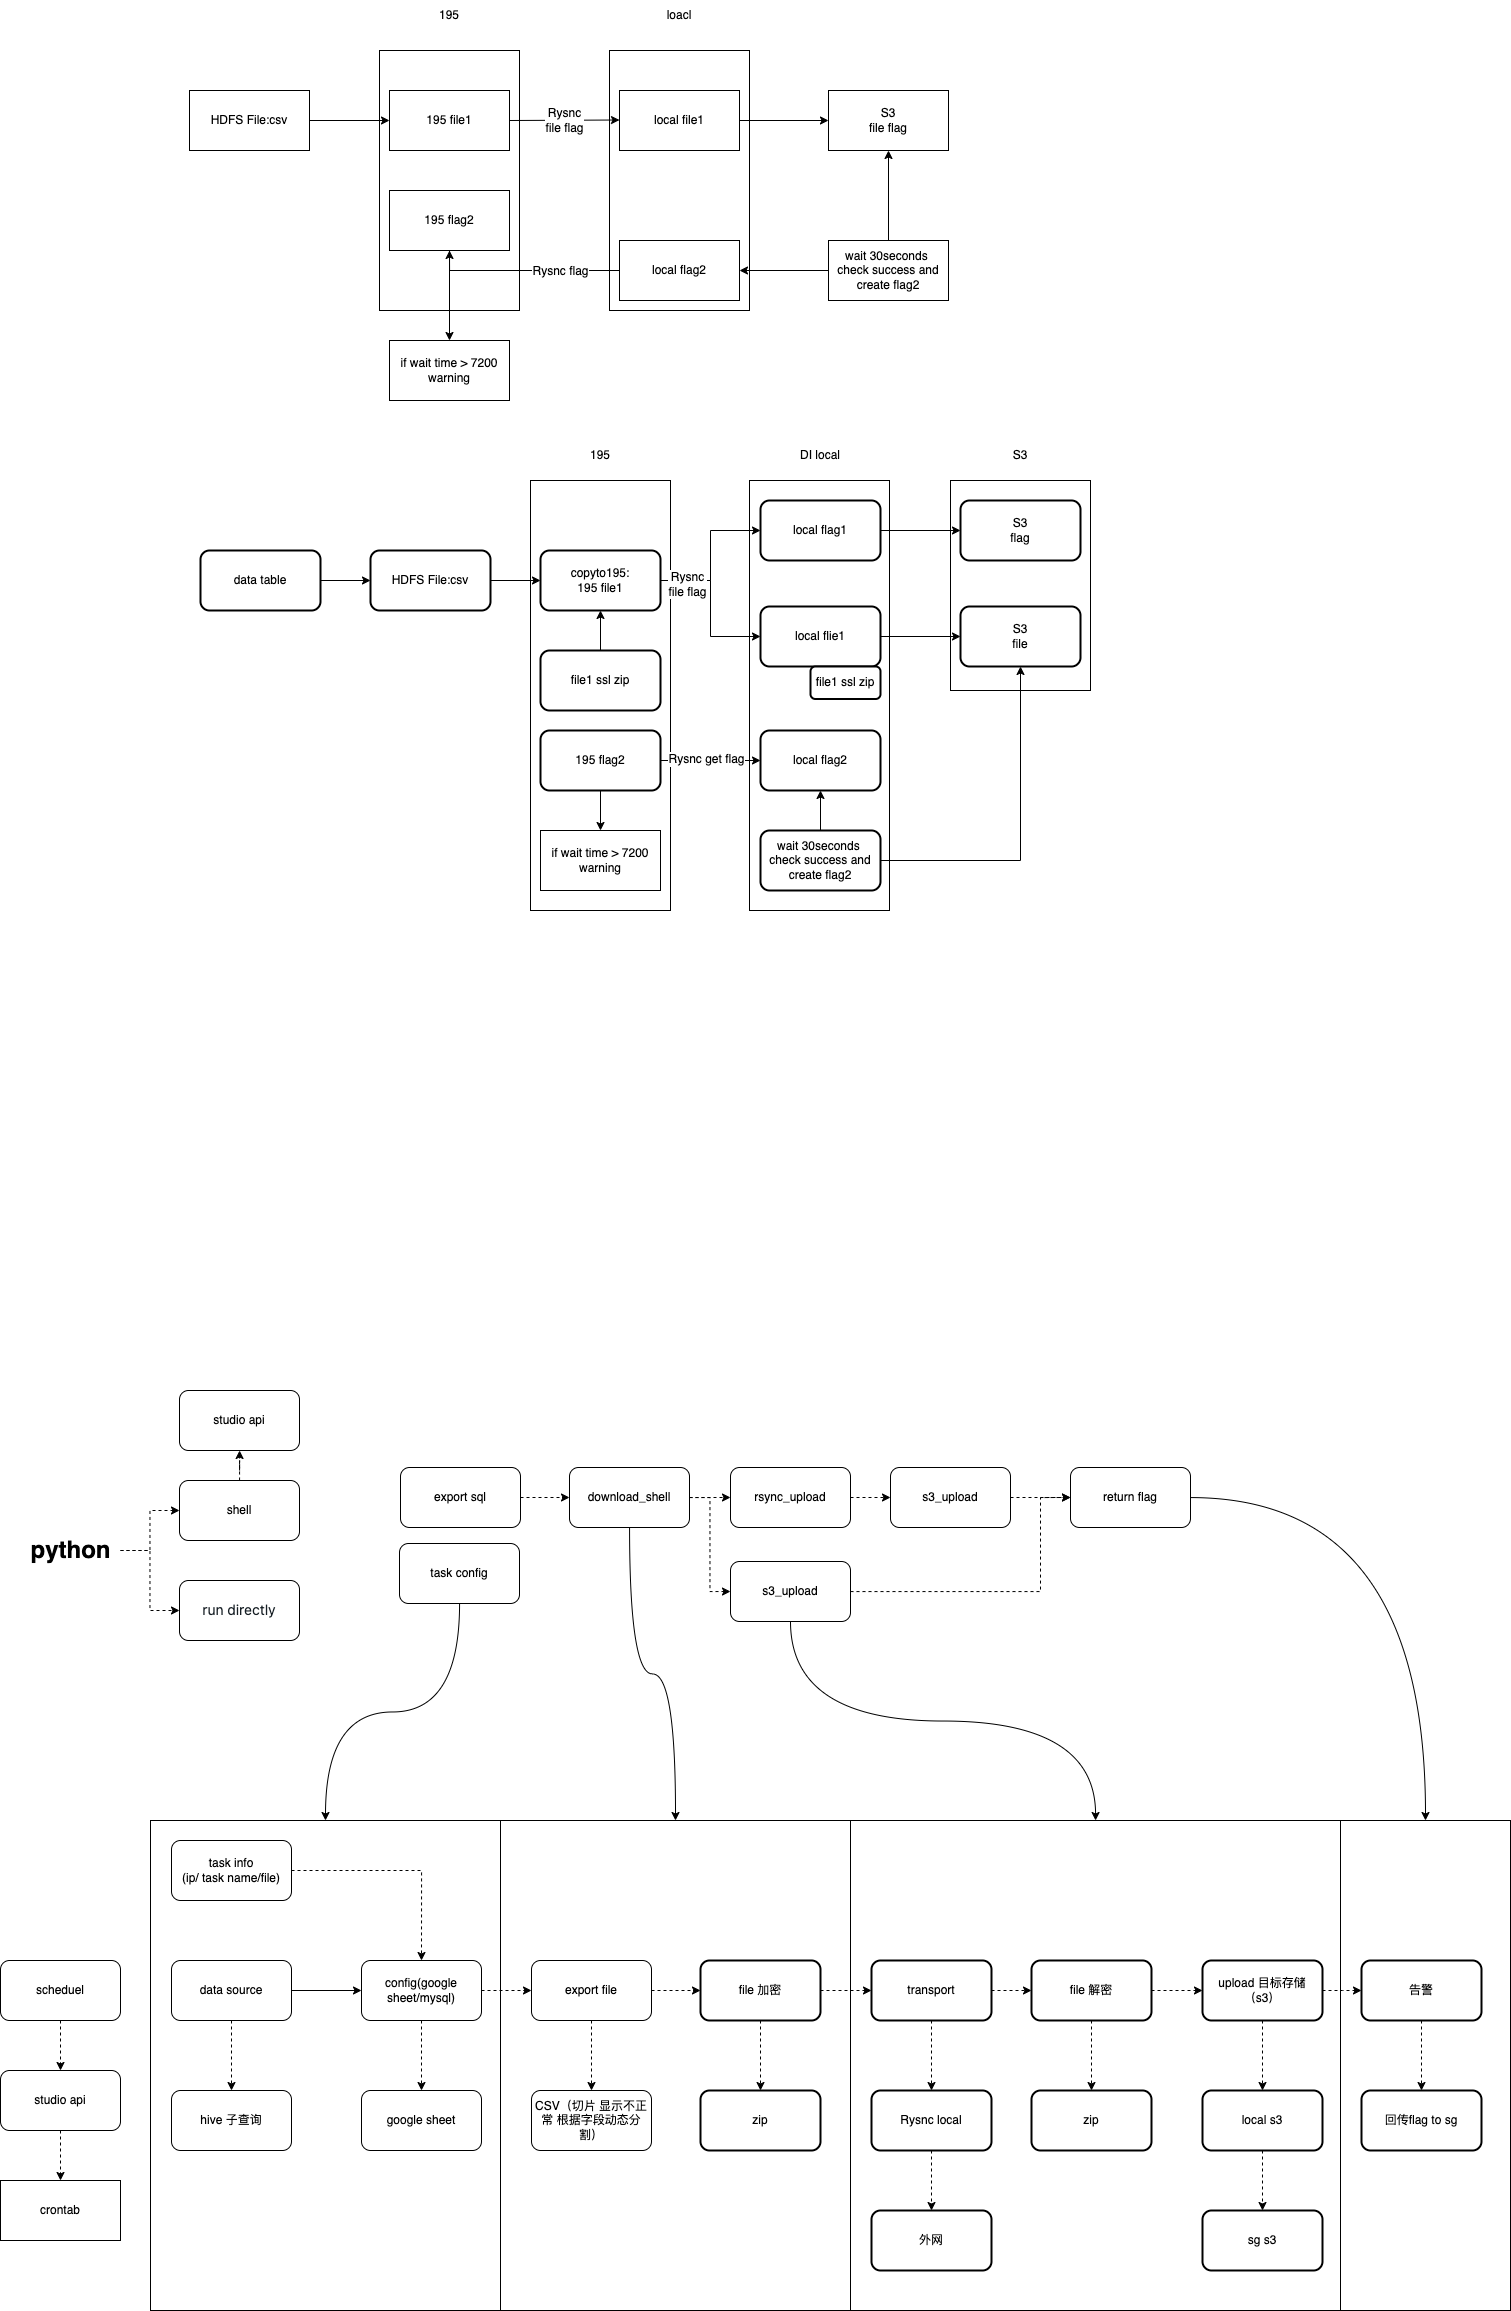 195
loacl
HDFS File:csv
195 file1
Rysnc
file flag
local file1
S3
file flag
195 flag2
Rysnc flag
local flag2
wait 30seconds
check success and
create flag2
if wait time > 7200
warning
195
DI local
S3
data table
HDFS File:csv
copyto195:
195 file1
Rysnc
file flag
local flag1
S3
flag
local flie1
S3
file
file1 ssl zip
file1 ssl zip
195 flag2
Rysnc get flag
local flag2
if wait time > 7200
warning
wait 30seconds
check success and
create flag2
studio api
shell
python
run directly
export sql
download_shell
rsync_upload
s3_upload
return flag
task config
s3_upload
task info
(ip/ task name/file)
scheduel
data source
config(google
sheet/mysql)
export file
file 加密
transport
file 解密
upload 目标存储
（s3）
告警
studio api
hive 子查询
google sheet
CSV（切片 显示不正
常 根据字段动态分
割）
zip
Rysnc local
zip
local s3
回传flag to sg
crontab
外网
sg s3